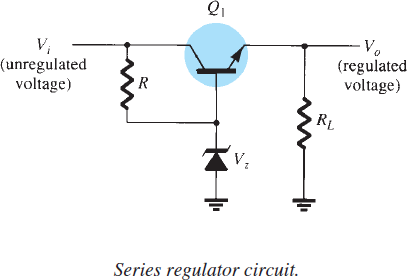 Q1
Vi
(unregulated
voltage)
R
Vz
RL
Vo
(regulated
voltage)
Series regulator circuit.